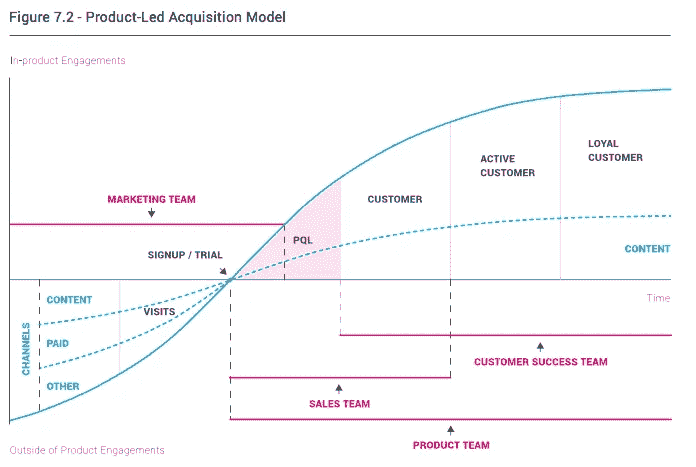 Figure 7.2 - Product-Led Acquisition Model
In-product Engagements
LOYAL
CUSTOMER
ACTIVE
CUSTOMER
MARKETING TEAM
CUSTOMER
PQL
SIGNUP / TRIAL
CONTENT
Time
CONTENT
VISITS
CHANNELS
PAID
OTHER
CUSTOMER SUCCESS TEAM
SALES TEAM
PRODUCT TEAM
Outside of Product Engagements